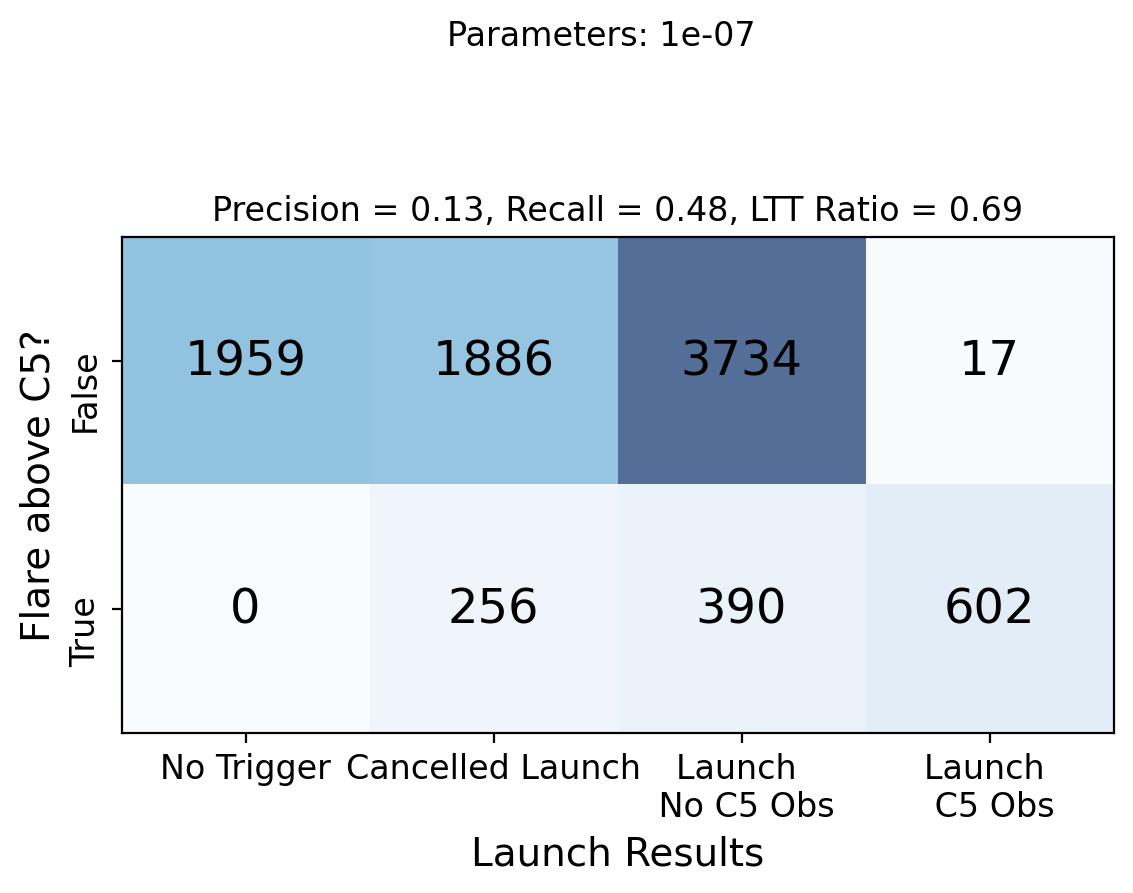 Parameters: 1e-07
Precision = 0.13, Recall = 0.48, LTT Ratio = 0.69
Flare above C5?
False
1959 1886 3734 17
True
0 256 390 602
No Trigger Cancelled Launch Launch Launch
No C5 Obs C5 Obs
Launch Results